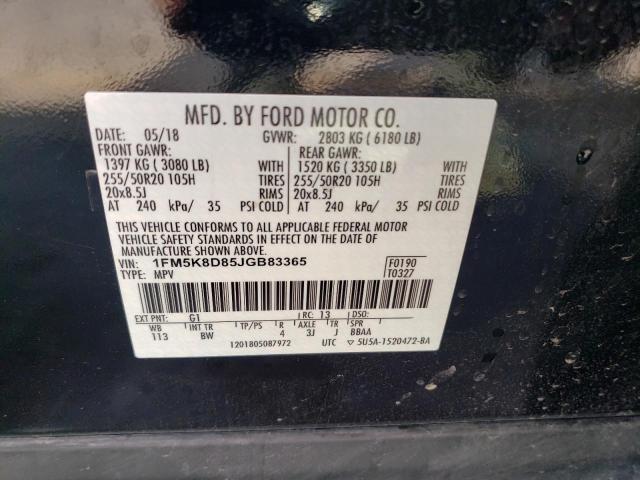 MFD. BY FORD MOTOR CO.
DATE: 05/18 GVWR: 2803 KG ( 6180 LB)
FRONT GAWR: REAR GAWR:
1397 KG ( 3080 LB) WITH 1520 KG ( 3350 LB) WITH
255/50R20 105H TIRES 255/50R20 105H TIRES
20x8.5J RIMS 20x8.5J RIMS
AT 240 kPa/ 35 PSI COLD AT 240 kPa/ 35 PSI COLD
THIS VEHICLE CONFORMS TO ALL APPLICABLE FEDERAL MOTOR
VEHICLE SAFETY STANDARDS IN EFFECT ON THE DATE OF
MANUFACTURE SHOWN ABOVE.
VIN: 1FM5K8D85JGB83365 F0190
TYPE: MPV T0327
EXT PNT: G1 RC: 13 DSO:
WB INT TR TP/PS R AXLE TR SPR
113 BW 4 3J J BBAA
1201805087972 UTC ▽ 5U5A-1520472-BA